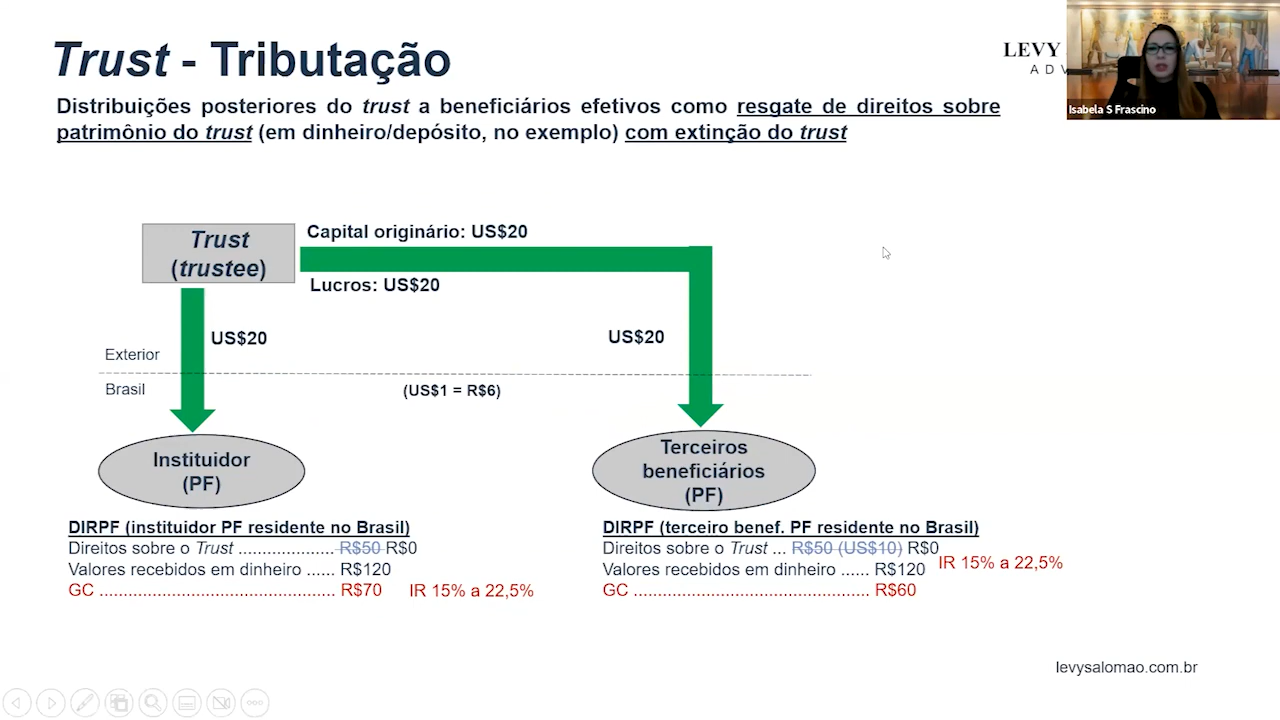 Trust - Tributação
LEVY
ADV
Isabela S Frascino
Distribuições posteriores do trust a beneficiários efetivos como resgate de direitos sobre
patrimônio do trust (em dinheiro/depósito, no exemplo) com extinção do trust
Trust
(trustee)
Capital originário: US$20
Lucros: US$20
US$20
US$20
Exterior
Brasil
(US$1 = R$6)
Instituidor
(PF)
Terceiros
beneficiários
(PF)
DIRPF (instituidor PF residente no Brasil)
Direitos sobre o Trust .................... R$50 R$0
Valores recebidos em dinheiro ...... R$120
GC ................................................. R$70 IR 15% a 22,5%
DIRPF (terceiro benef. PF residente no Brasil)
Direitos sobre o Trust ... R$50 (US$10) R$0
Valores recebidos em dinheiro ...... R$120 IR 15% a 22,5%
GC ................................................. R$60
levysalomao.com.br